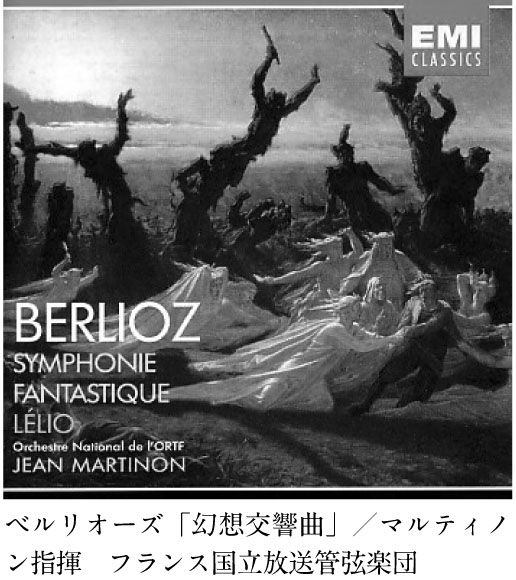 EMI
CLASSICS
BERLIOZ
SYMPHONIE
FANTASTIQUE
LÉLIO
Orchestre National de l'ORTF
JEAN MARTINON
ベルリオーズ「幻想交響曲」／マルティノ
ン指揮　フランス国立放送管弦楽団